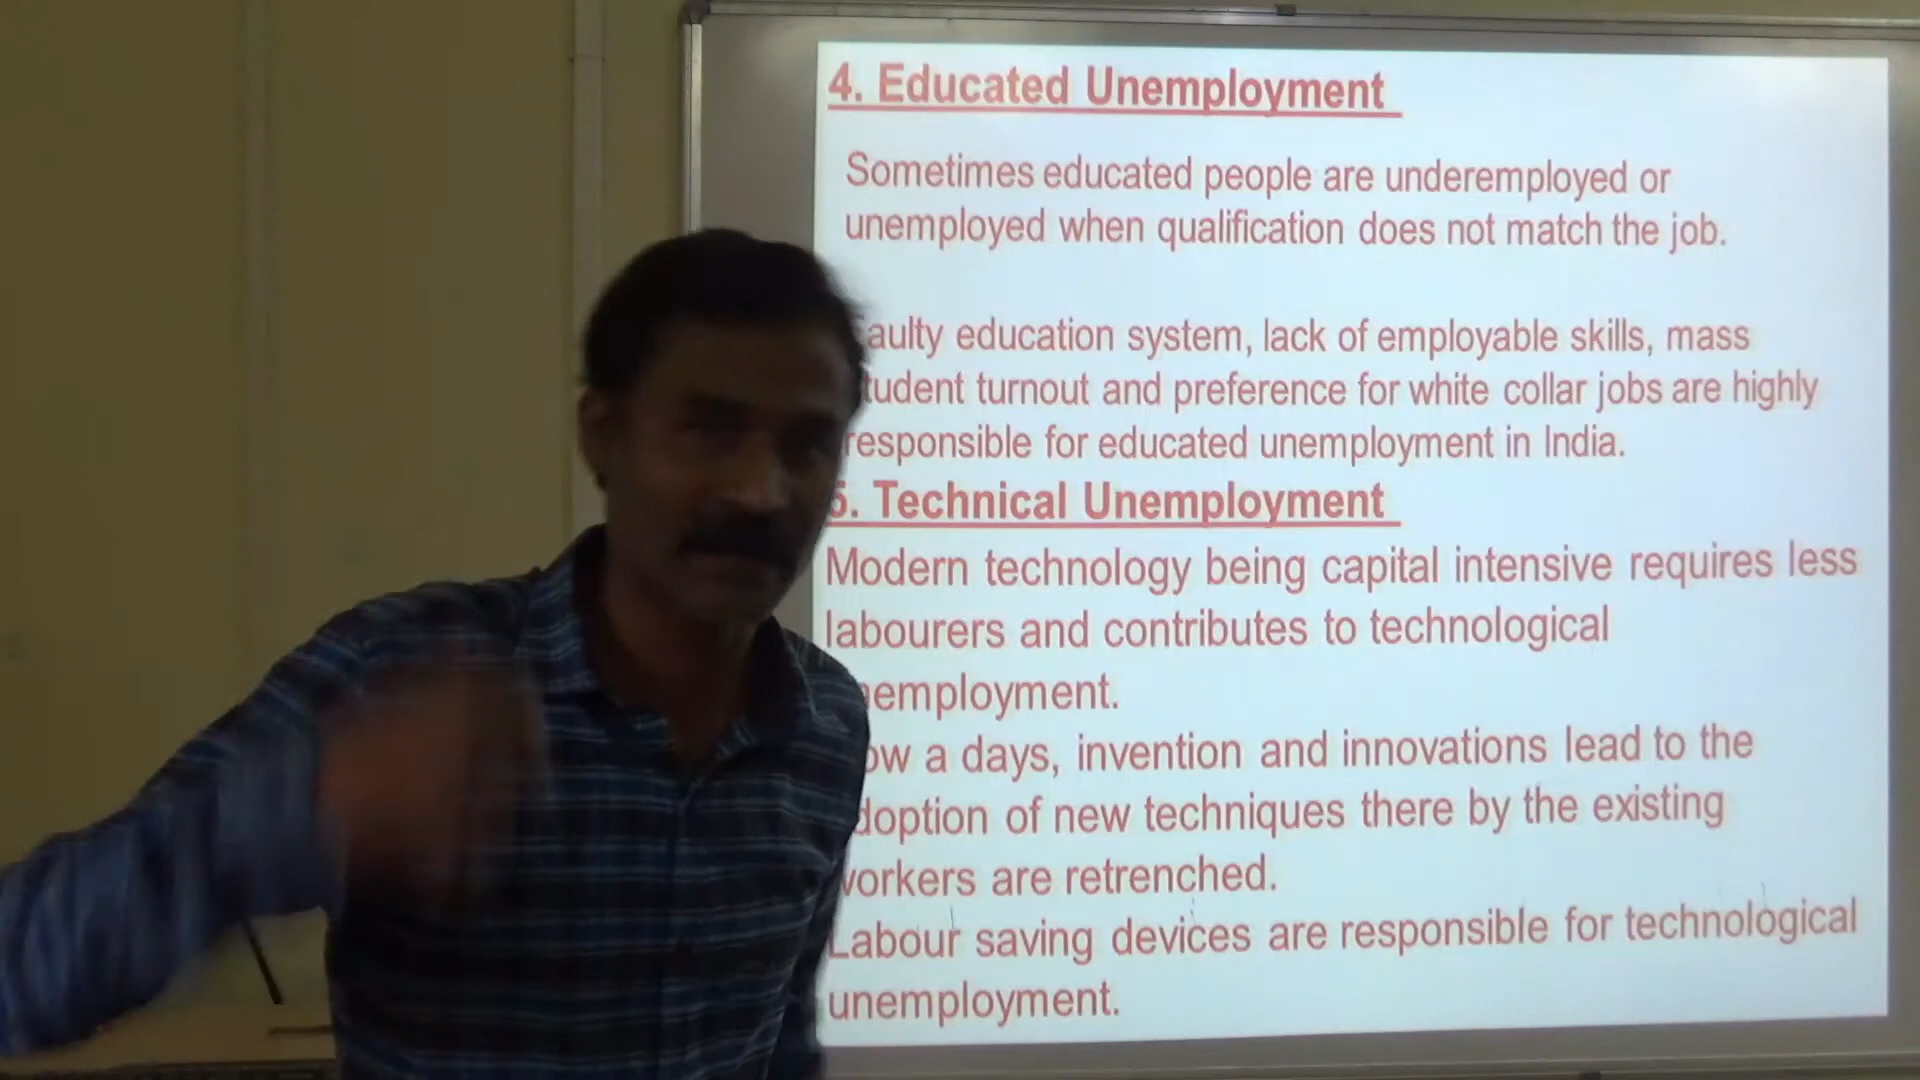 4. Educated Unemployment
Sometimes educated people are underemployed or
unemployed when qualification does not match the job.
aulty education system, lack of employable skills, mass
tudent turnout and preference for white collar jobs are highly
responsible for educated unemployment in India.
5. Technical Unemployment
Modern technology being capital intensive requires less
labourers and contributes to technological
nemployment.
ow a days, invention and innovations lead to the
doption of new techniques there by the existing
workers are retrenched.
Labour saving devices are responsible for technological
unemployment.